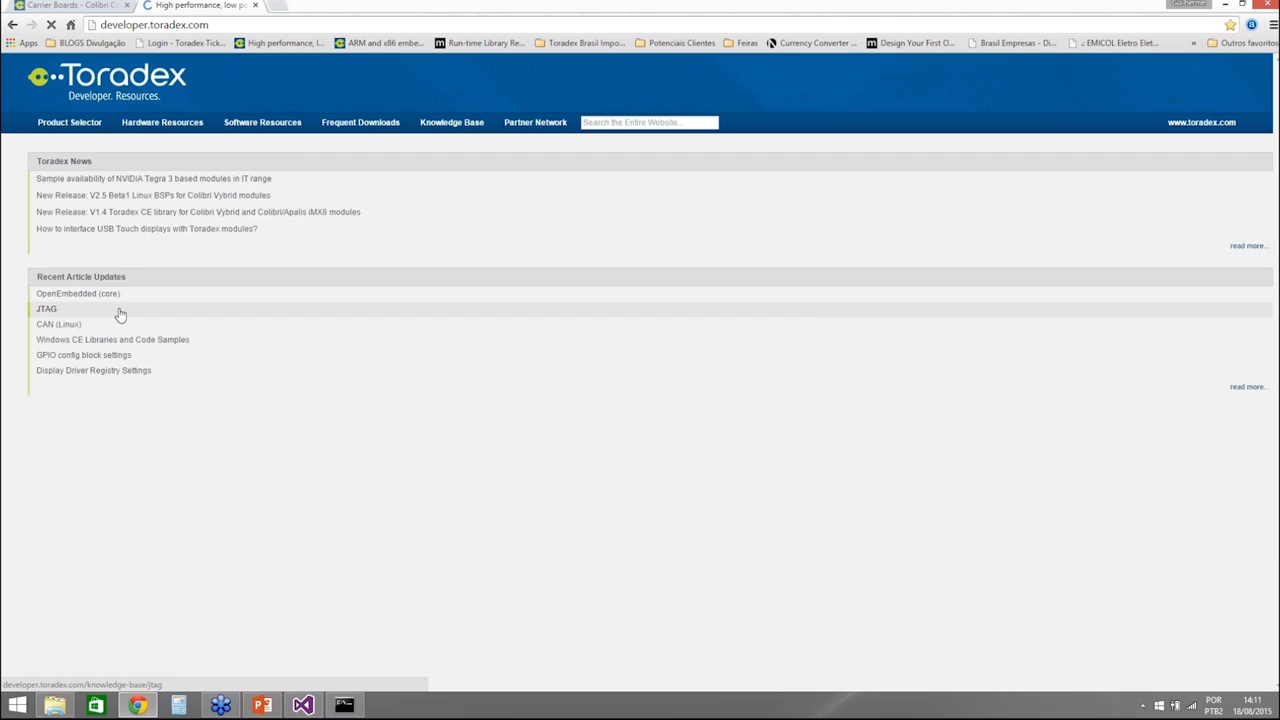 Carrier Boards - Colibri Co
High performance, low po
Guilherme
developer.toradex.com
Apps
BLOGS Divulgação
Login - Toradex Tick...
High performance, l...
ARM and x86 embe...
Run-time Library Re...
Toradex Brasil Impo...
Potenciais Clientes
Feiras
Currency Converter ...
Design Your First O...
Brasil Empresas - Di...
.: EMICOL Eletro Elet...
»
Outros favoritos
Toradex
Developer. Resources.
Product Selector
Hardware Resources
Software Resources
Frequent Downloads
Knowledge Base
Partner Network
Search the Entire Website...
www.toradex.com
Toradex News
Sample availability of NVIDIA Tegra 3 based modules in IT range
New Release: V2.5 Beta1 Linux BSPs for Colibri Vybrid modules
New Release: V1.4 Toradex CE library for Colibri Vybrid and Colibri/Apalis iMX6 modules
How to interface USB Touch displays with Toradex modules?
read more...
Recent Article Updates
OpenEmbedded (core)
JTAG
CAN (Linux)
Windows CE Libraries and Code Samples
GPIO config block settings
Display Driver Registry Settings
read more...
developer.toradex.com/knowledge-base/jtag
POR
PTB2
14:11
18/08/2015